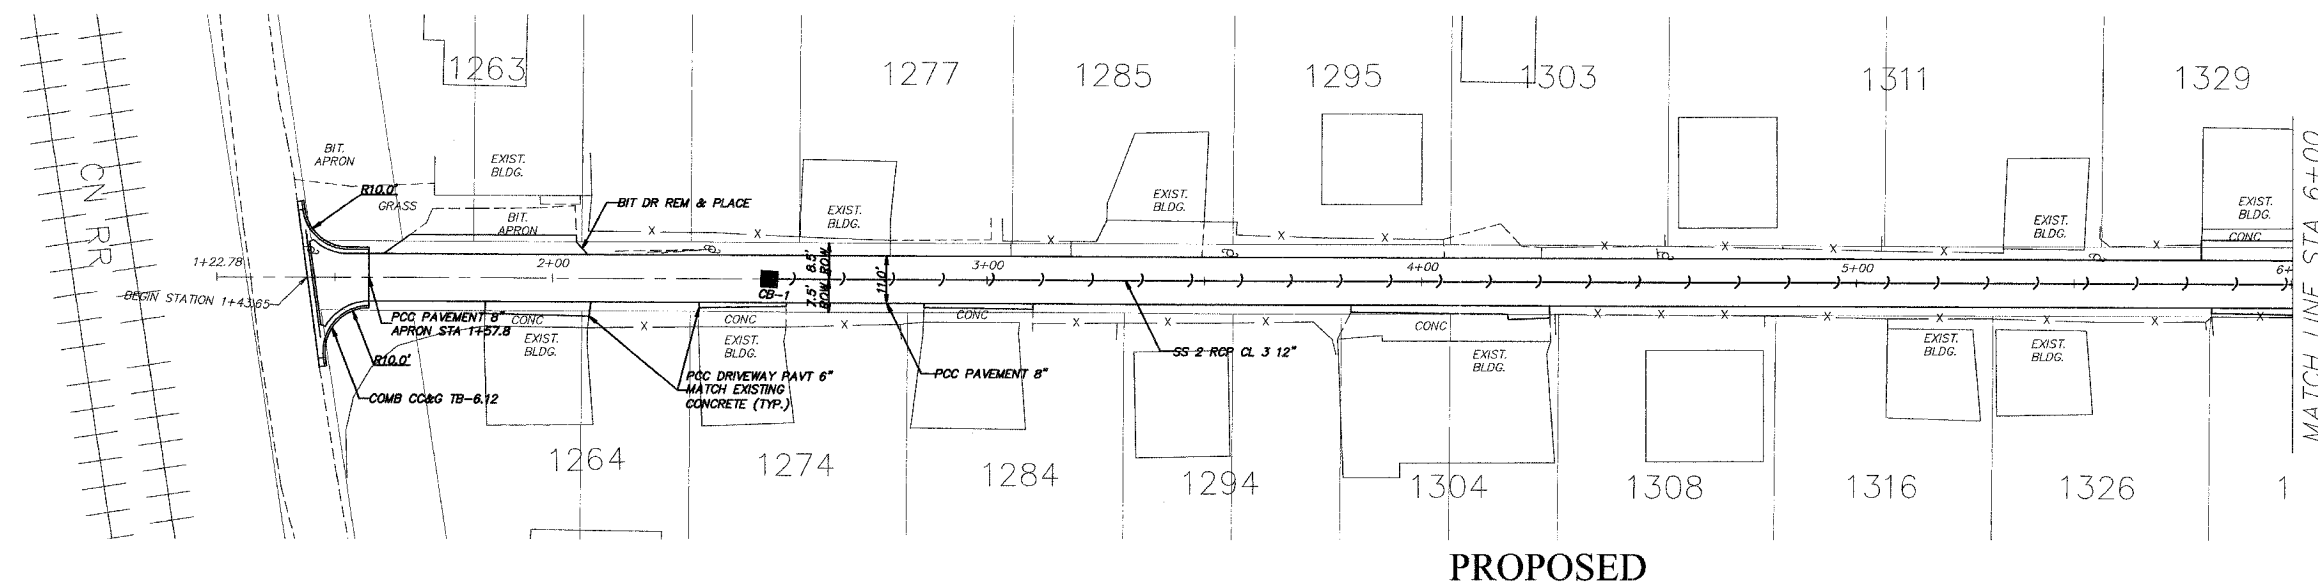 1263
1277
1285
1295
1303
1311
1329
CN RR
BIT.
APRON
R10.0'
GRASS
EXIST.
BLDG.
BIT.
APRON
BIT DR REM & PLACE
EXIST.
BLDG.
EXIST.
BLDG.
EXIST.
BLDG.
EXIST.
BLDG.
CONC
MATCH LINE STA 6+00
1+22.78
BEGIN STATION 1+43.65
2+00
CB-1
7.5' 8.5'
ROW ROW
11.0'
3+00
4+00
5+00
6+
PCC PAVEMENT 8"
APRON STA 1+57.8
R10.0'
COMB CC&G TB-6.12
CONC
EXIST.
BLDG.
CONC
EXIST.
BLDG.
PCC DRIVEWAY PAVT 6"
MATCH EXISTING
CONCRETE (TYP.)
CONC
PCC PAVEMENT 8"
SS 2 RCP CL 3 12"
CONC
EXIST.
BLDG.
EXIST.
BLDG.
EXIST.
BLDG.
1264
1274
1284
1294
1304
1308
1316
1326
1
PROPOSED